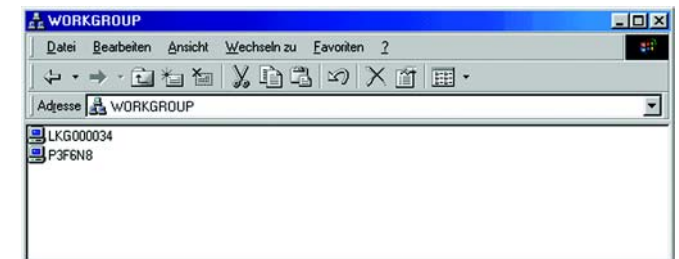 WORKGROUP
Datei Bearbeiten Ansicht Wechseln zu Favoriten ?
Adresse WORKGROUP
LKG000034
P3F6N8